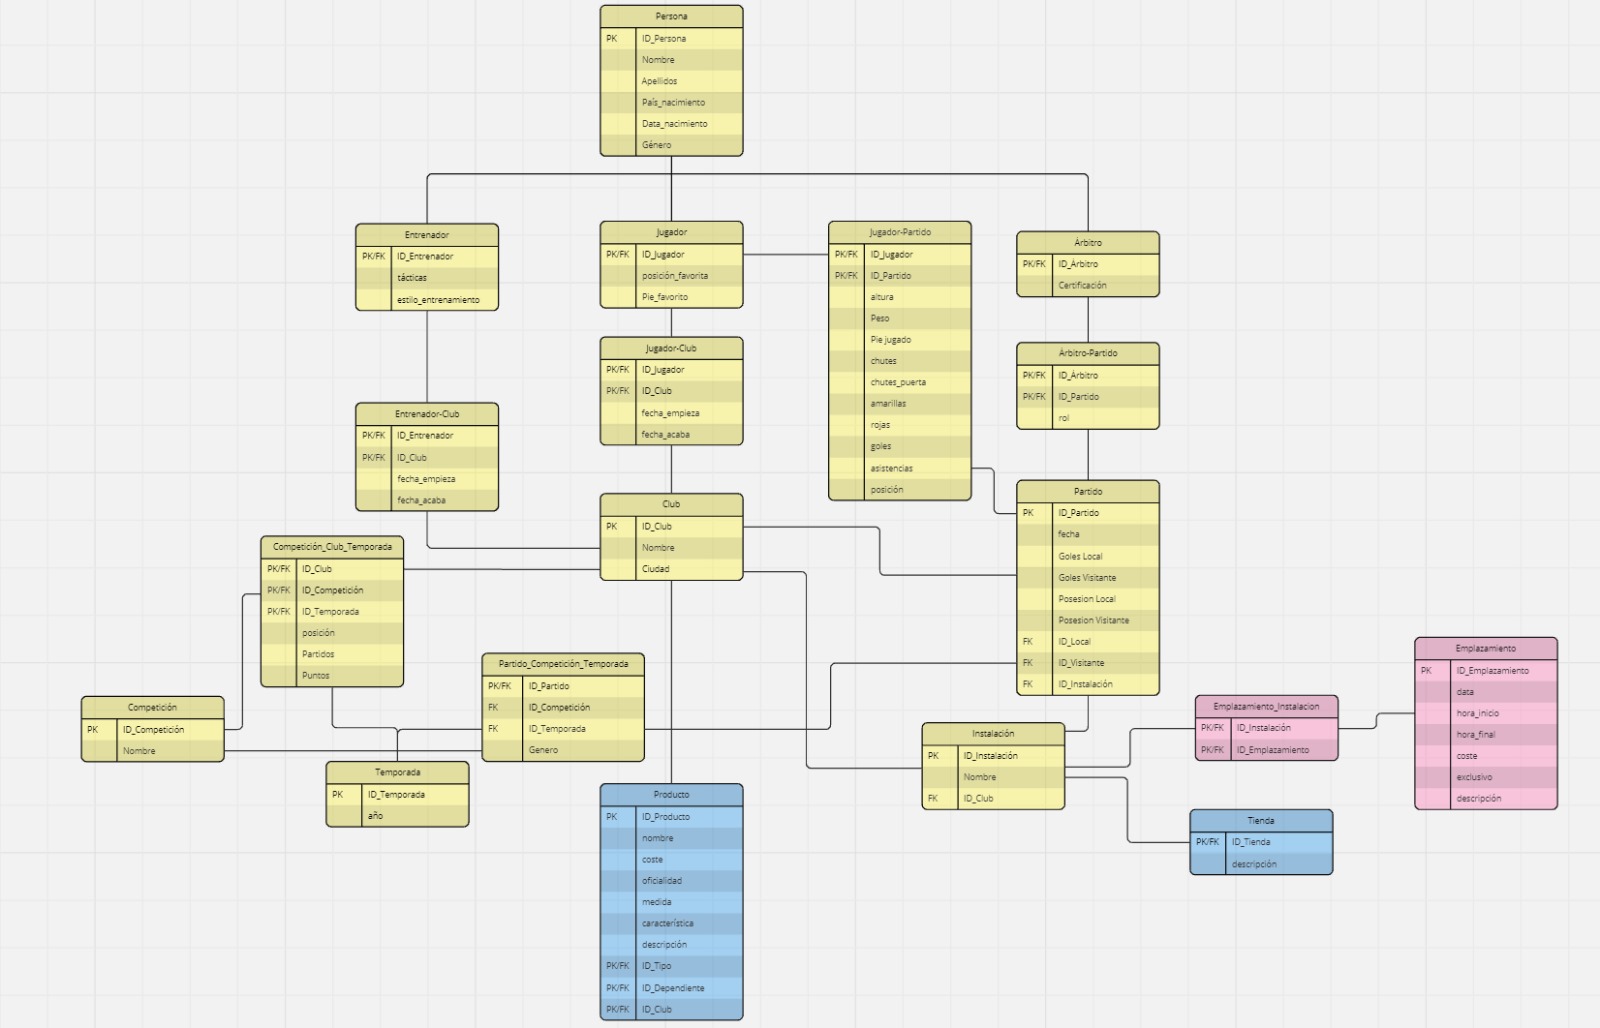 Persona
PK ID_Persona
Nombre
Apellidos
País_nacimiento
Data_nacimiento
Género
Entrenador
PK/FK ID_Entrenador
tácticas
estilo_entrenamiento
Jugador
PK/FK ID_Jugador
posición_favorita
Pie_favorito
Jugador-Partido
PK/FK ID_Jugador
PK/FK ID_Partido
altura
Peso
Pie jugado
chutes
chutes_puerta
amarillas
rojas
goles
asistencias
posición
Árbitro
PK/FK ID_Árbitro
Certificación
Jugador-Club
PK/FK ID_Jugador
PK/FK ID_Club
fecha_empieza
fecha_acaba
Árbitro-Partido
PK/FK ID_Árbitro
PK/FK ID_Partido
rol
Entrenador-Club
PK/FK ID_Entrenador
PK/FK ID_Club
fecha_empieza
fecha_acaba
Club
PK ID_Club
Nombre
Ciudad
Partido
PK ID_Partido
fecha
Goles Local
Goles Visitante
Posesion Local
Posesion Visitante
FK ID_Local
FK ID_Visitante
FK ID_Instalación
Competición_Club_Temporada
PK/FK ID_Club
PK/FK ID_Competición
PK/FK ID_Temporada
posición
Partidos
Puntos
Partido_Competición_Temporada
PK/FK ID_Partido
FK ID_Competición
FK ID_Temporada
Genero
Competición
PK ID_Competición
Nombre
Temporada
PK ID_Temporada
año
Instalación
PK ID_Instalación
Nombre
FK ID_Club
Emplazamiento_Instalacion
PK/FK ID_Instalación
PK/FK ID_Emplazamiento
Emplazamiento
PK ID_Emplazamiento
data
hora_inicio
hora_final
coste
exclusivo
descripción
Producto
PK ID_Producto
nombre
coste
oficialidad
medida
característica
descripción
PK/FK ID_Tipo
PK/FK ID_Dependiente
PK/FK ID_Club
Tienda
PK/FK ID_Tienda
descripción